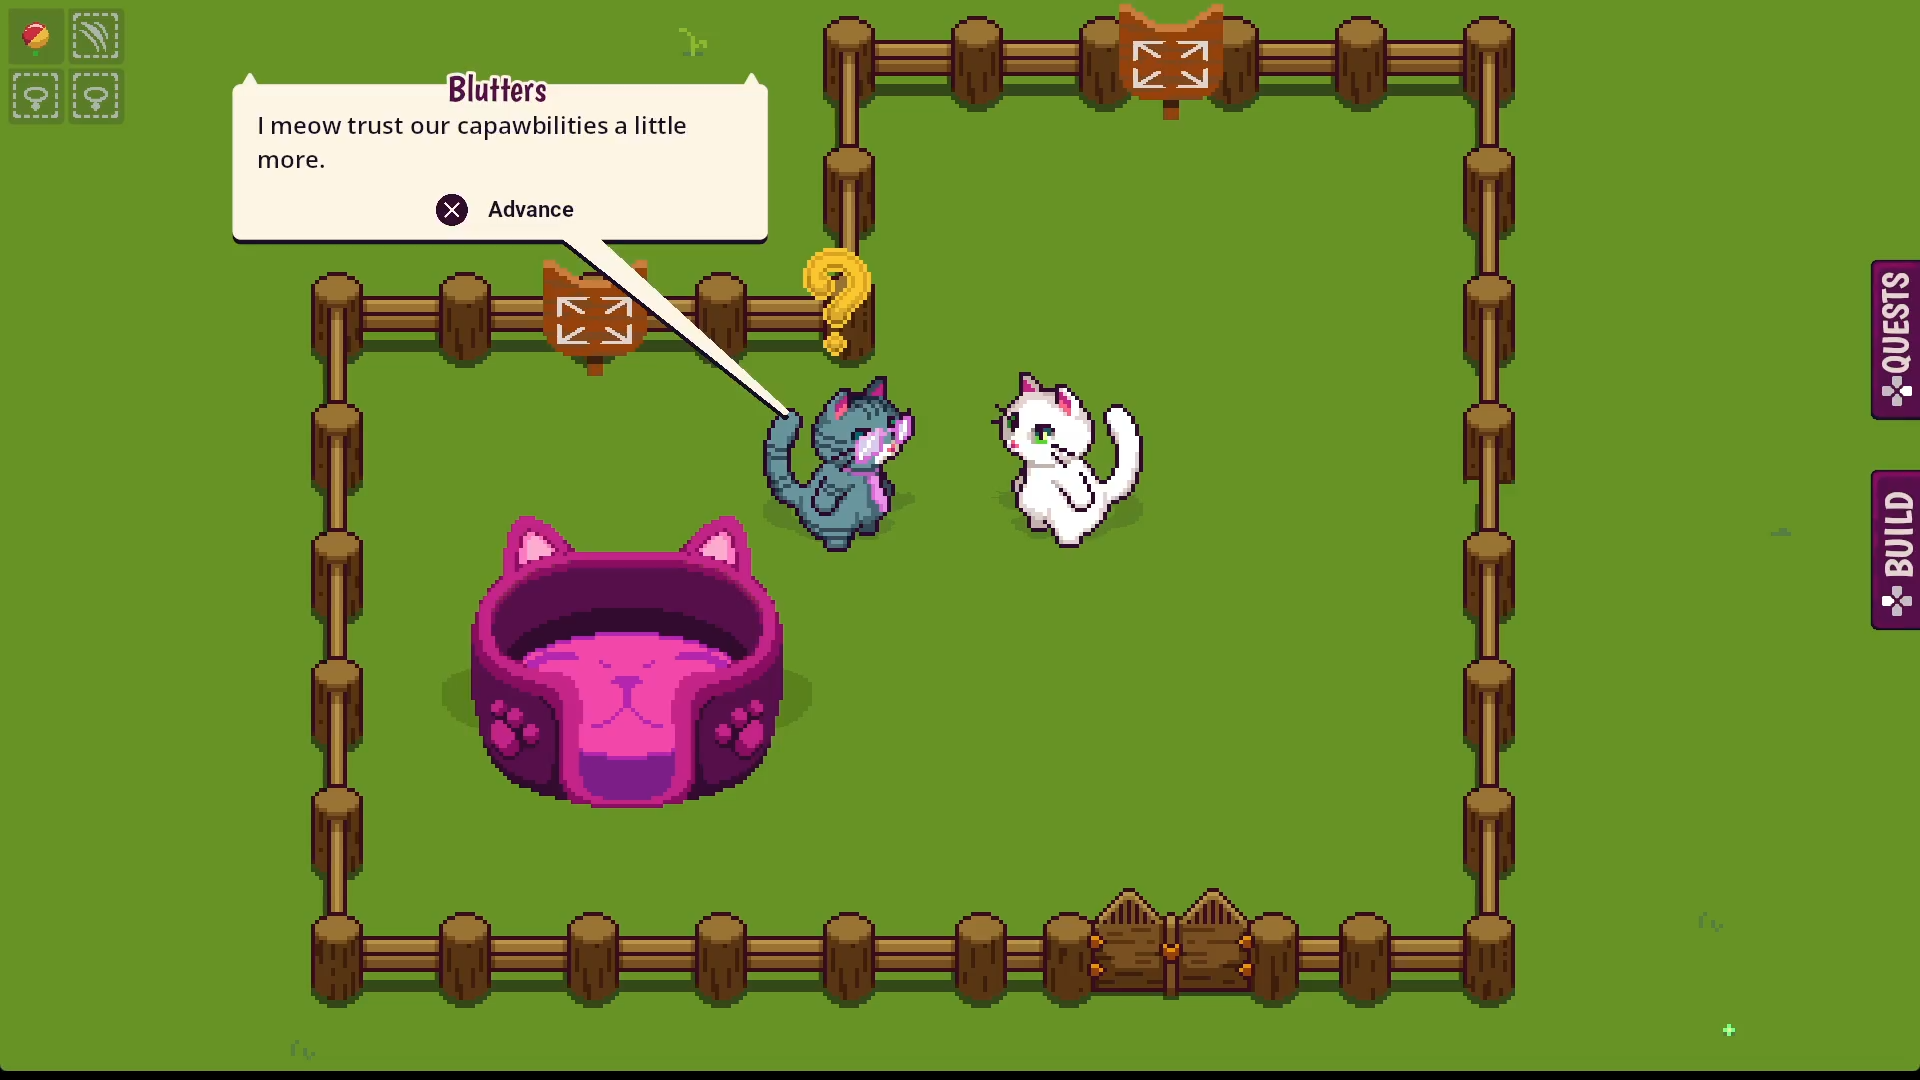 Blutters
I meow trust our capawbilities a little
more.
Advance
QUESTS
BUILD